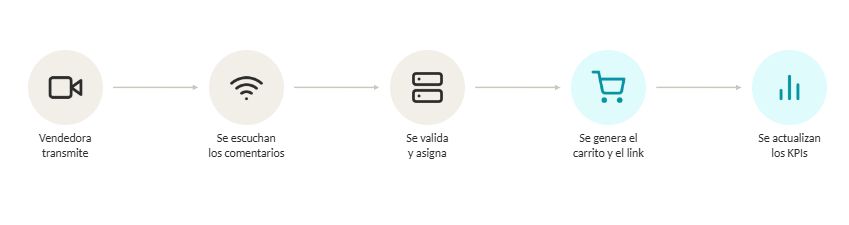 Vendedora
transmite
Se escuchan
los comentarios
Se valida
y asigna
Se genera el
carrito y el link
Se actualizan
los KPIs